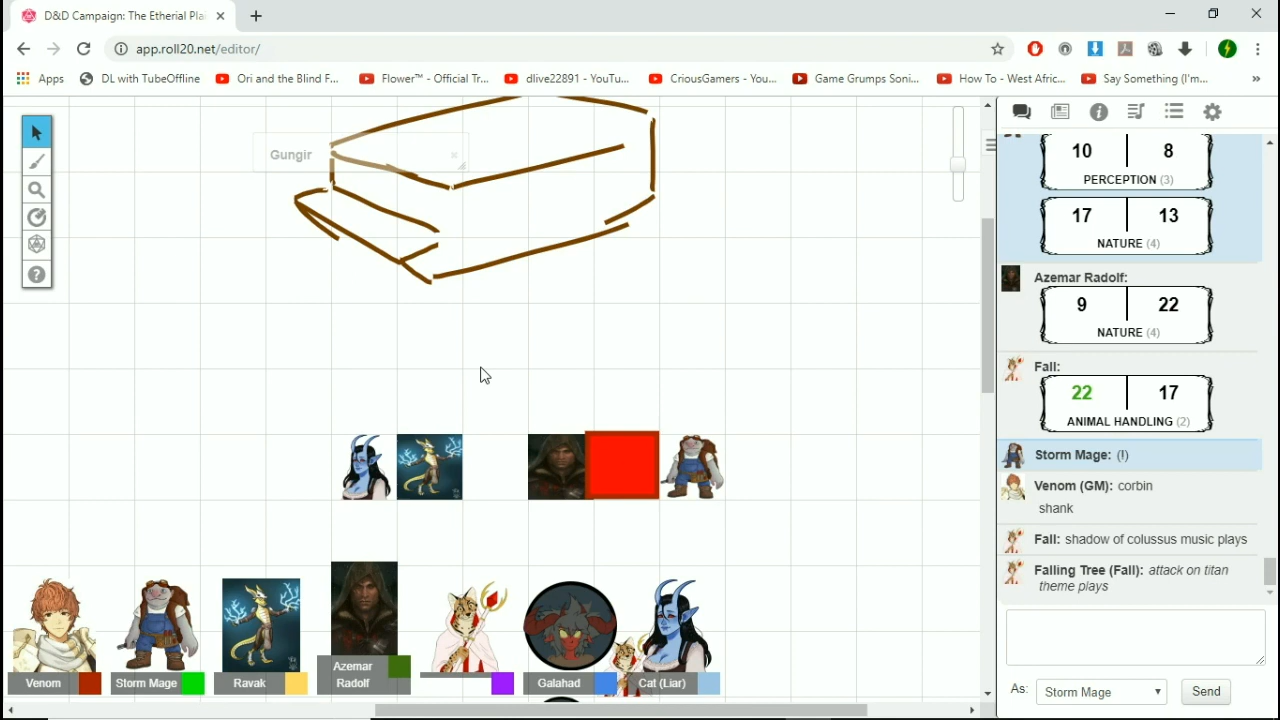 D&D Campaign: The Etherial Pla
app.roll20.net/editor/
Apps DL with TubeOffline Ori and the Blind F... Flower™ - Official Tr... dlive22891 - YouTu... CriousGamers - You... Game Grumps Soni... How To - West Afric... Say Something (I'm...
Gungir
10 8
PERCEPTION (3)
17 13
NATURE (4)
Azemar Radolf:
9 22
NATURE (4)
Fall:
22 17
ANIMAL HANDLING (2)
Storm Mage: (!)
Venom (GM): corbin
shank
Fall: shadow of colussus music plays
Falling Tree (Fall): attack on titan
theme plays
Venom
Storm Mage
Ravak
Azemar
Radolf
Galahad
Cat (Liar)
As: Storm Mage Send